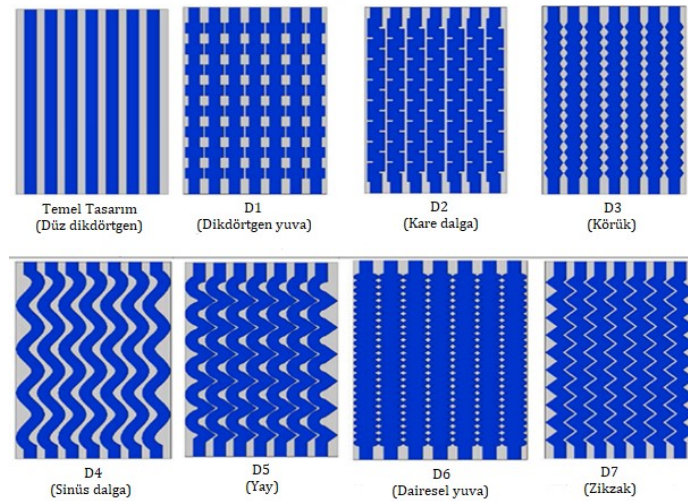 Temel Tasarım
(Düz dikdörtgen)
D1
(Dikdörtgen yuva)
D2
(Kare dalga)
D3
(Körük)
D4
(Sinüs dalga)
D5
(Yay)
D6
(Dairesel yuva)
D7
(Zikzak)